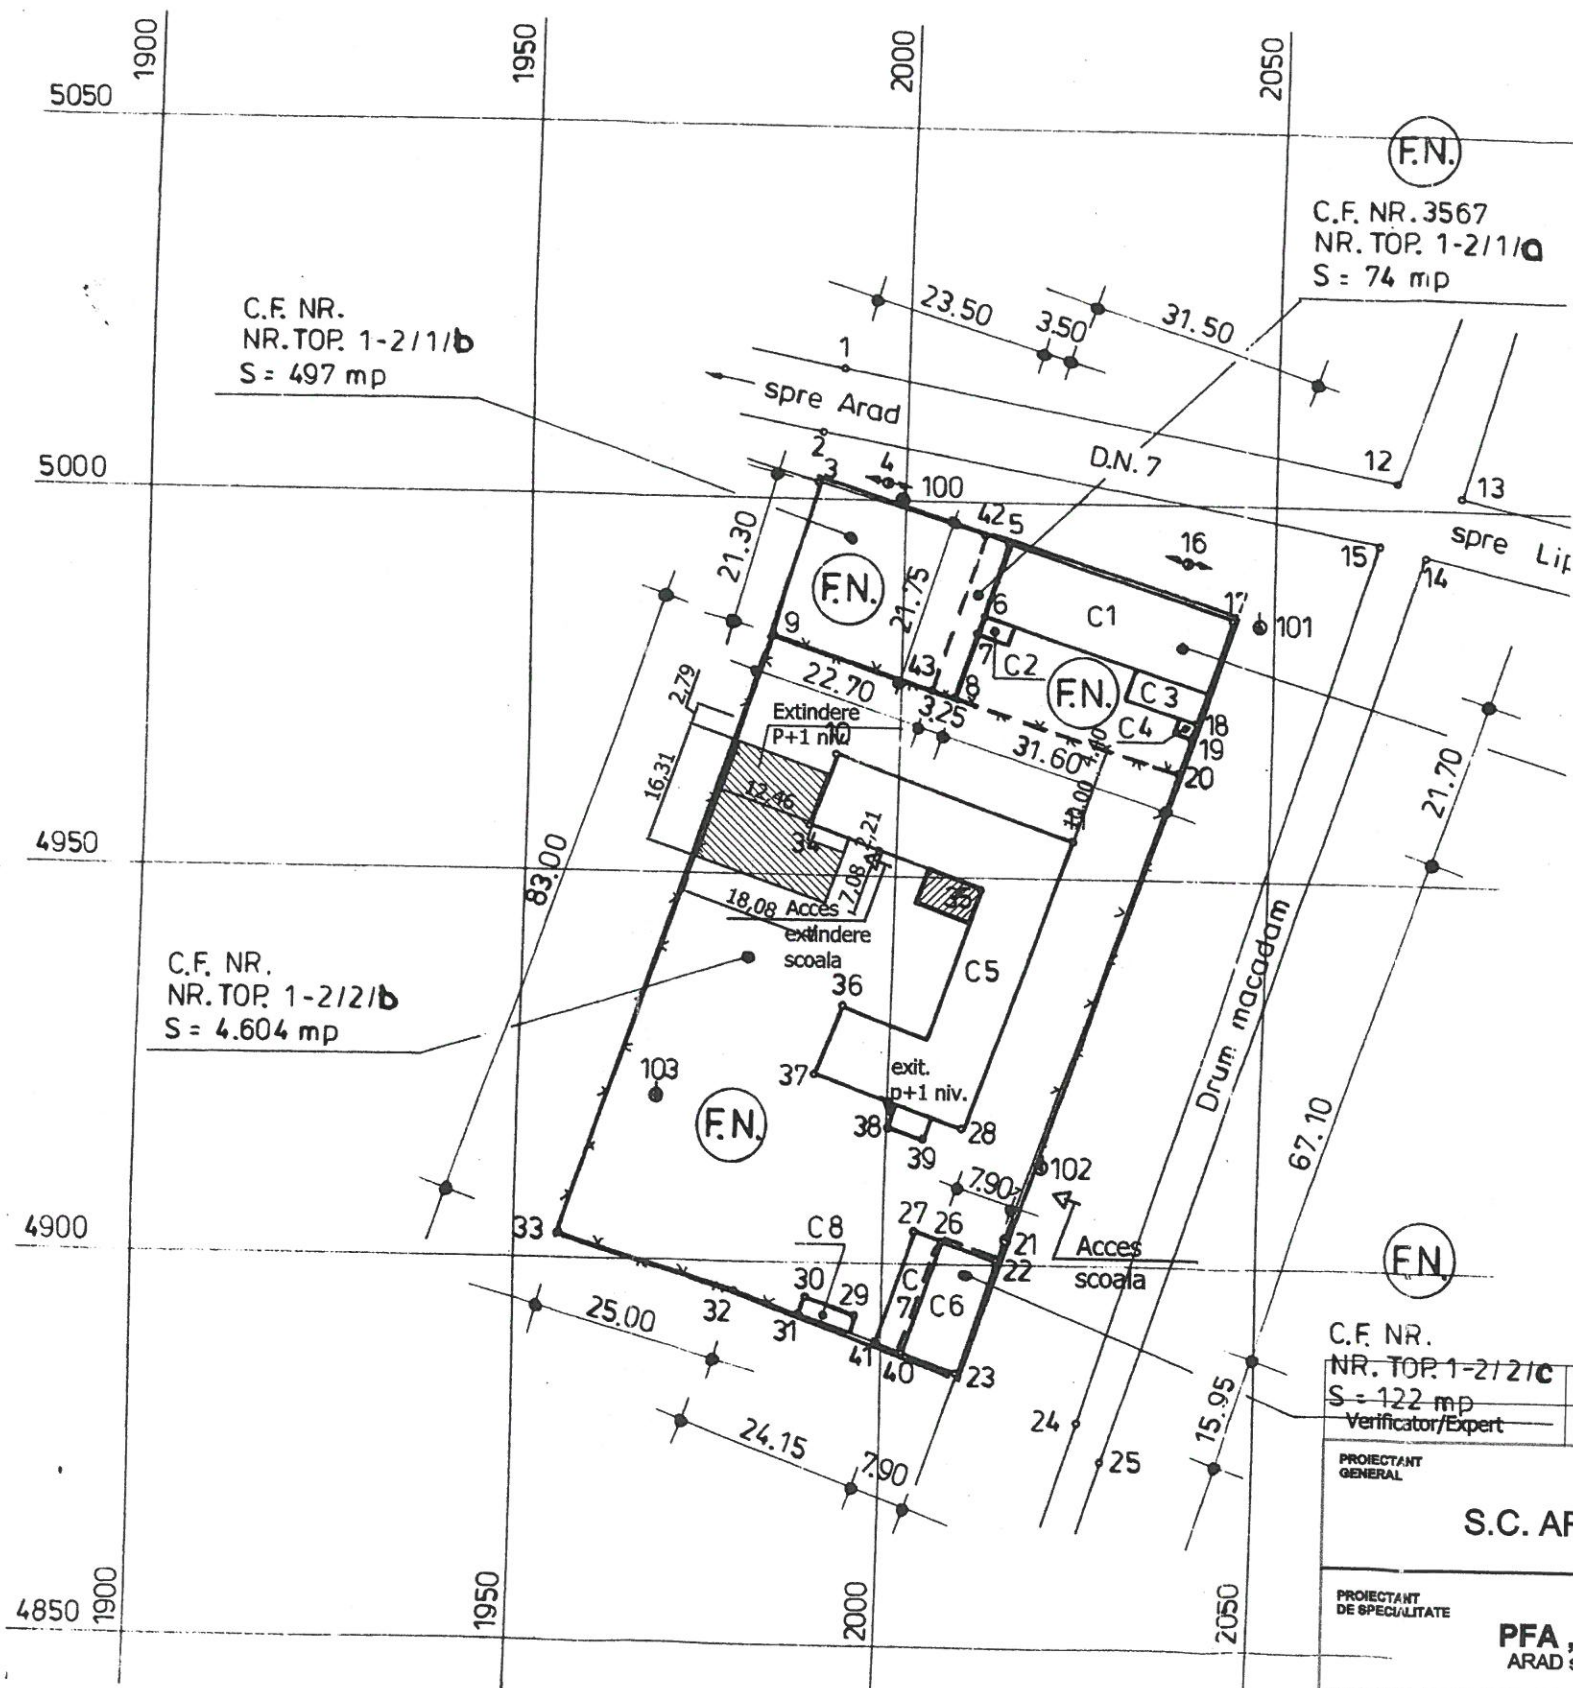 1900
1950
2000
2050
5050
F.N.
C.F. NR. 3567
NR. TOP. 1-2/1/a
S = 74 mp
C.F. NR.
NR. TOP. 1-2/1/b
S = 497 mp
23.50
3.50
31.50
1
spre Arad
2
3
4
100
D.N. 7
12
13
5000
42
5
16
15
14
spre Lip
21.30
F.N.
21.75
6
C1
17
101
9
7
C2
43
8
F.N.
C3
22.70
3.25
C4
18
19
20
2,79
Extindere
P+1 niv.
31.60
4.40
10.00
16,31
12,46
34
2,21
21.70
4950
83.00
7,08
35
18,08
Acces
extindere
scoala
C5
Drum macadam
C.F. NR.
NR. TOP. 1-2/2/b
S = 4.604 mp
36
37
exit.
p+1 niv.
103
F.N.
38
39
28
102
67.10
7.90
4900
33
C8
27
26
21
22
Acces
scoala
F.N.
30
29
C
7
C6
25.00
32
31
41
40
23
C.F. NR.
NR. TOP. 1-2/2/c
S = 122 mp
Verificator/Expert
24
15.95
25
24.15
7.90
PROIECTANT
GENERAL
S.C. AR
PROIECTANT
DE SPECIALITATE
PFA ,
ARAD
4850
1900
1950
2000
2050